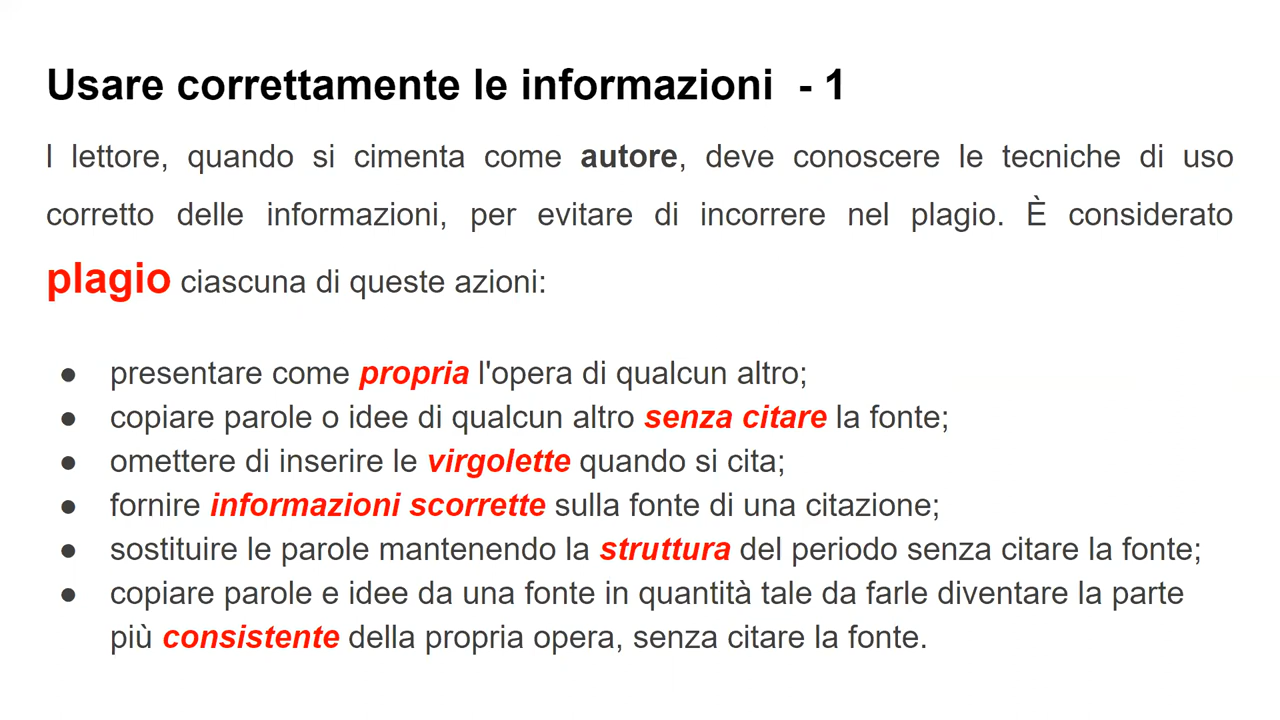 Usare correttamente le informazioni - 1
l lettore, quando si cimenta come autore, deve conoscere le tecniche di uso
corretto delle informazioni, per evitare di incorrere nel plagio. È considerato
plagio ciascuna di queste azioni:
● presentare come propria l'opera di qualcun altro;
● copiare parole o idee di qualcun altro senza citare la fonte;
● omettere di inserire le virgolette quando si cita;
● fornire informazioni scorrette sulla fonte di una citazione;
● sostituire le parole mantenendo la struttura del periodo senza citare la fonte;
● copiare parole e idee da una fonte in quantità tale da farle diventare la parte
più consistente della propria opera, senza citare la fonte.